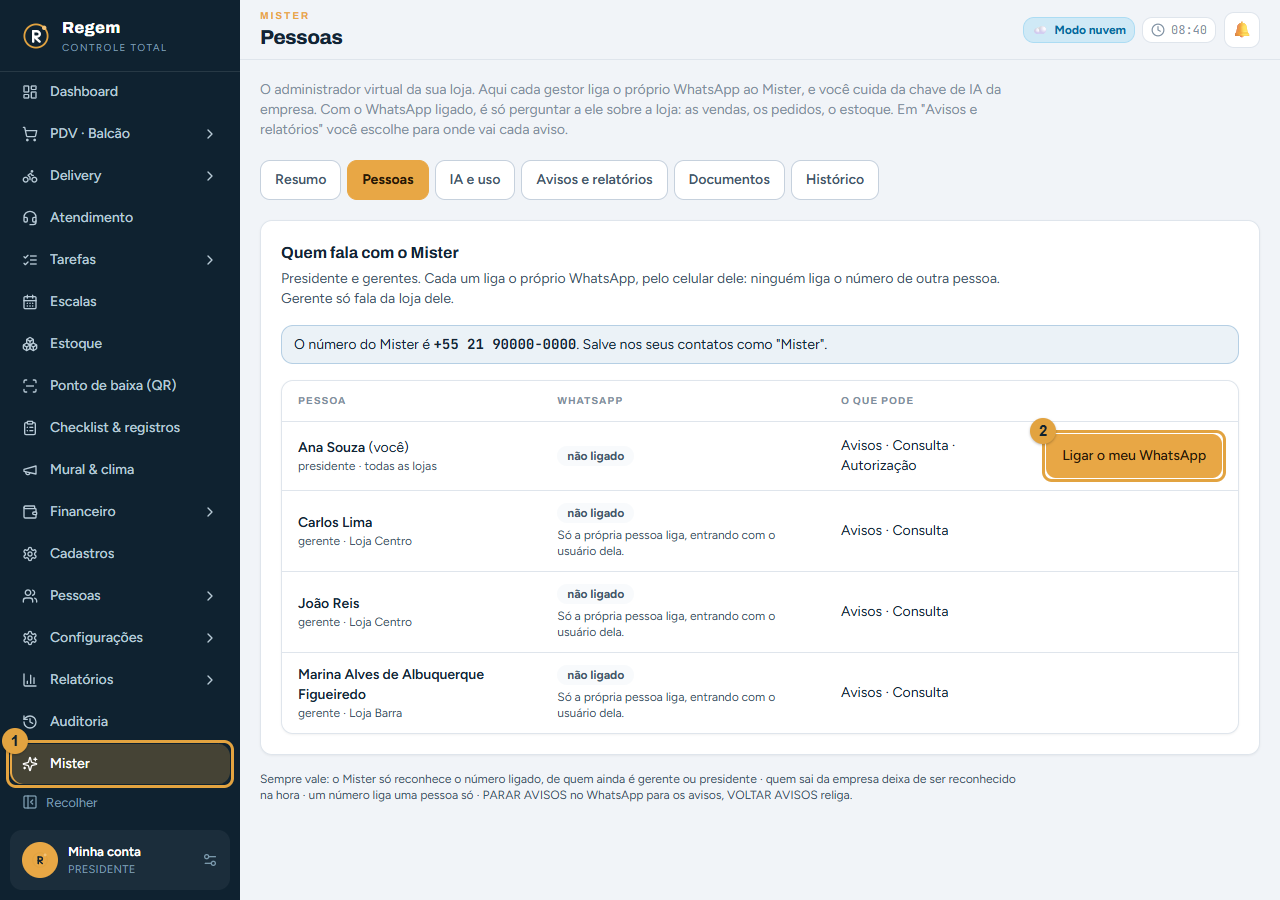 Regem
CONTROLE TOTAL
Dashboard
PDV · Balcão
Delivery
Atendimento
Tarefas
Escalas
Estoque
Ponto de baixa (QR)
Checklist & registros
Mural & clima
Financeiro
Cadastros
Pessoas
Configurações
Relatórios
Auditoria
1
Mister
Recolher
R
Minha conta
PRESIDENTE
MISTER
Pessoas
Modo nuvem
08:40
O administrador virtual da sua loja. Aqui cada gestor liga o próprio WhatsApp ao Mister, e você cuida da chave de IA da
empresa. Com o WhatsApp ligado, é só perguntar a ele sobre a loja: as vendas, os pedidos, o estoque. Em "Avisos e
relatórios" você escolhe para onde vai cada aviso.
Resumo
Pessoas
IA e uso
Avisos e relatórios
Documentos
Histórico
Quem fala com o Mister
Presidente e gerentes. Cada um liga o próprio WhatsApp, pelo celular dele: ninguém liga o número de outra pessoa.
Gerente só fala da loja dele.
O número do Mister é +55 21 90000-0000. Salve nos seus contatos como "Mister".
PESSOA
WHATSAPP
O QUE PODE
Ana Souza (você)
presidente · todas as lojas
não ligado
Avisos · Consulta ·
Autorização
2
Ligar o meu WhatsApp
Carlos Lima
gerente · Loja Centro
não ligado
Só a própria pessoa liga, entrando com o
usuário dela.
Avisos · Consulta
João Reis
gerente · Loja Centro
não ligado
Só a própria pessoa liga, entrando com o
usuário dela.
Avisos · Consulta
Marina Alves de Albuquerque
Figueiredo
gerente · Loja Barra
não ligado
Só a própria pessoa liga, entrando com o
usuário dela.
Avisos · Consulta
Sempre vale: o Mister só reconhece o número ligado, de quem ainda é gerente ou presidente · quem sai da empresa deixa de ser reconhecido
na hora · um número liga uma pessoa só · PARAR AVISOS no WhatsApp para os avisos, VOLTAR AVISOS religa.